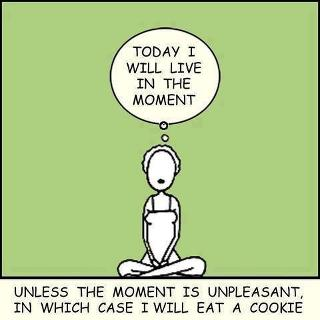 TODAY I
WILL LIVE
IN THE
MOMENT
UNLESS THE MOMENT IS UNPLEASANT,
IN WHICH CASE I WILL EAT A COOKIE